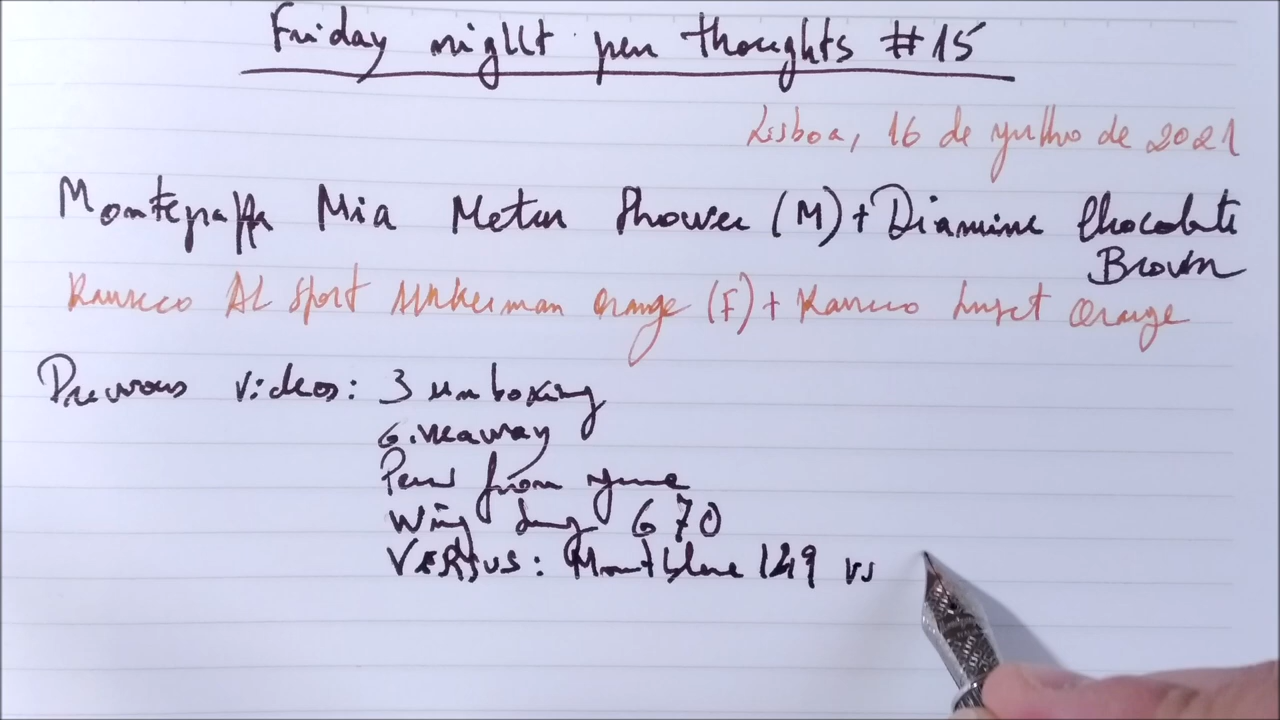 Friday night pen thoughts #15
Lisboa, 16 de julho de 2021
Montegrappa Mia Meteor Shower (M) + Diamine Chocolate
Brown
Kaweco AL Sport orange (F) + Kaweco Sunset Orange
Previous videos: 3 unboxing
Giveaway
Pens from june
Wing Sung 670
VERSUS: Montblanc 149 vs